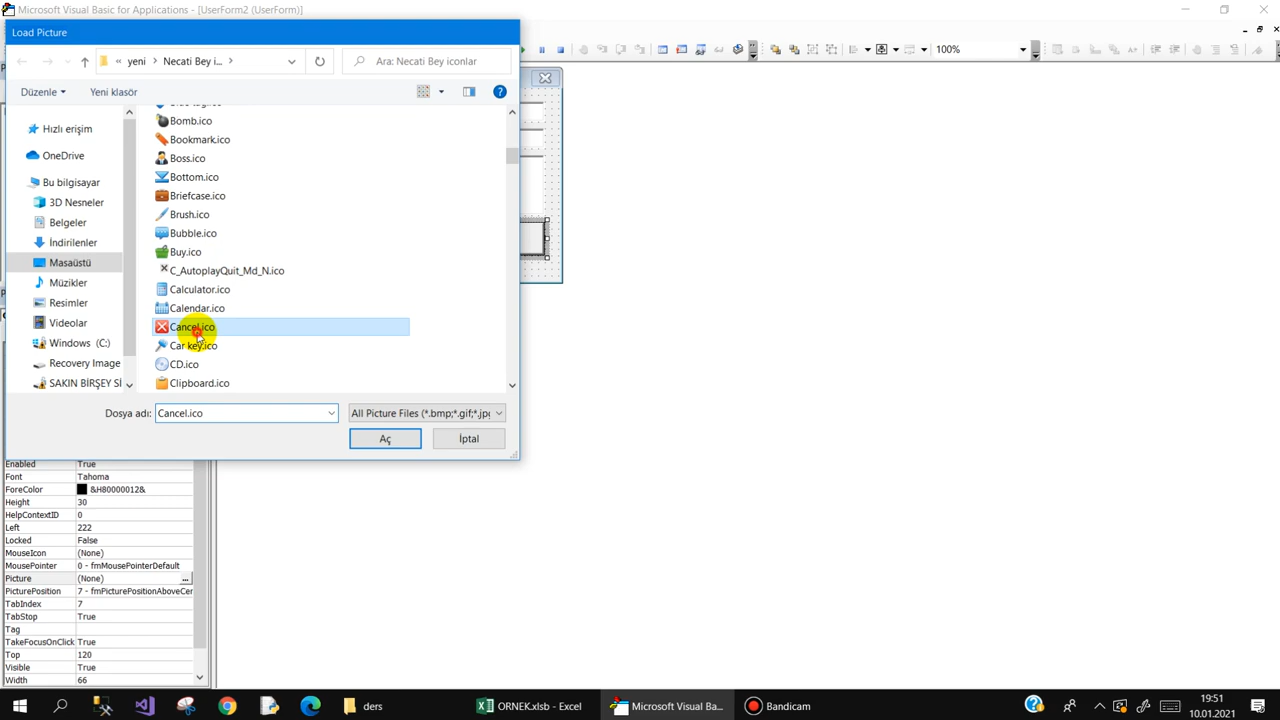 Microsoft Visual Basic for Applications - [UserForm2 (UserForm)]
Load Picture
« yeni > Necati Bey i... >
Ara: Necati Bey iconlar
100%
Düzenle
Yeni klasör
Hızlı erişim
OneDrive
Bu bilgisayar
3D Nesneler
Belgeler
İndirilenler
Masaüstü
Müzikler
Resimler
Videolar
Windows (C:)
Recovery Image
SAKIN BİRŞEY Sİ
Bomb.ico
Bookmark.ico
Boss.ico
Bottom.ico
Briefcase.ico
Brush.ico
Bubble.ico
Buy.ico
C_AutoplayQuit_Md_N.ico
Calculator.ico
Calendar.ico
Cancel.ico
Car key.ico
CD.ico
Clipboard.ico
Dosya adı: Cancel.ico
All Picture Files (*.bmp;*.gif;*.jpg
Aç
İptal
Enabled True
Font Tahoma
ForeColor &H80000012&
Height 30
HelpContextID 0
Left 222
Locked False
MouseIcon (None)
MousePointer 0 - fmMousePointerDefault
Picture (None) ...
PicturePosition 7 - fmPicturePositionAboveCer
TabIndex 7
TabStop True
Tag
TakeFocusOnClick True
Top 120
Visible True
Width 66
ders
ORNEK.xlsb - Excel
Microsoft Visual Ba...
Bandicam
19:51
10.01.2021